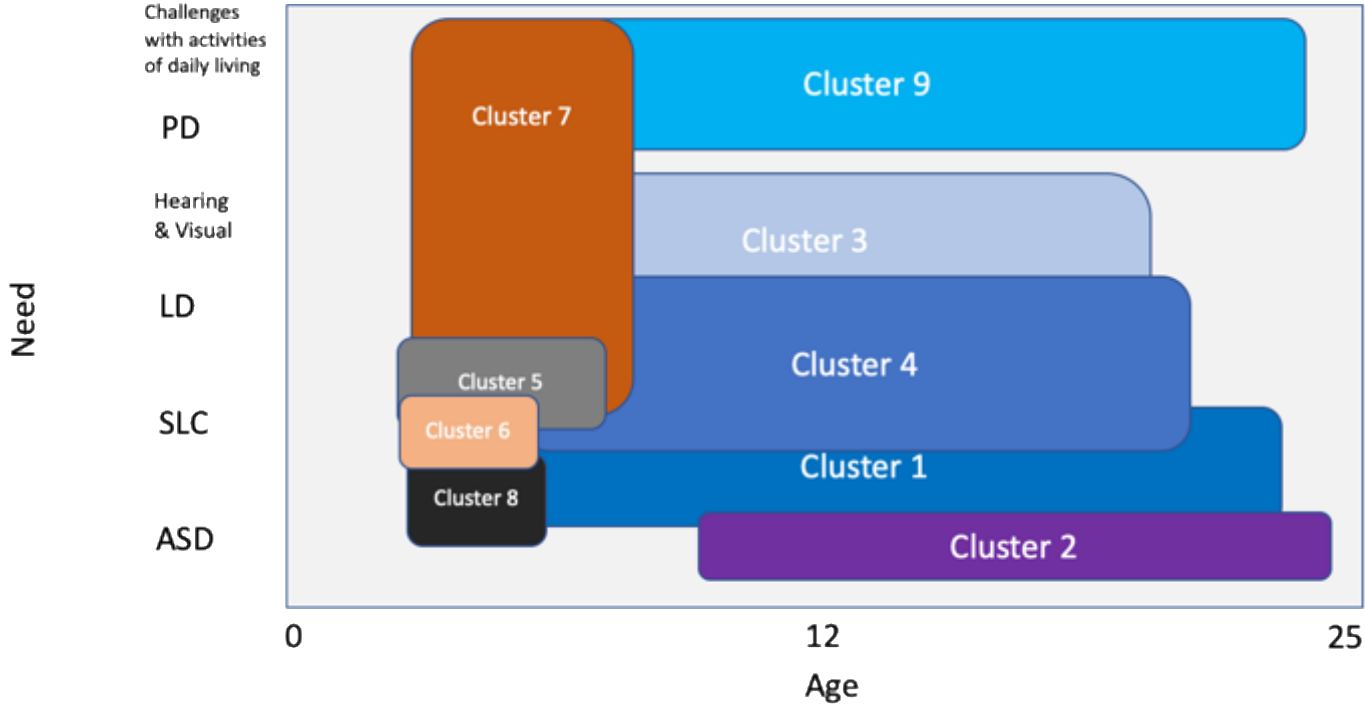 Challenges
with activities
of daily living
PD
Hearing
& Visual
LD
SLC
ASD
Need
Cluster 9
Cluster 7
Cluster 3
Cluster 4
Cluster 5
Cluster 6
Cluster 1
Cluster 8
Cluster 2
0
12
25
Age